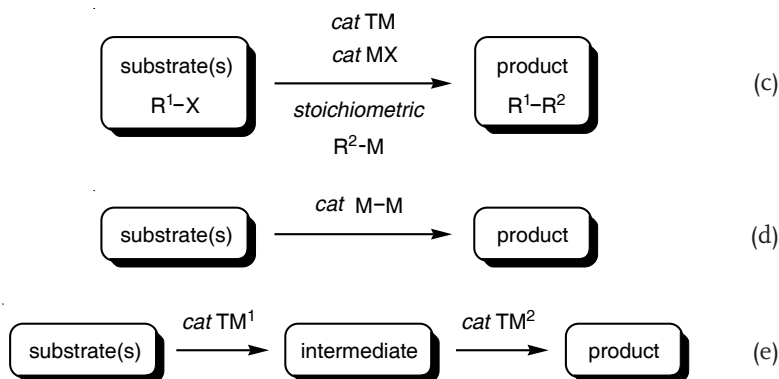 cat TM
cat MX
substrate(s)
R¹–X
product
R¹–R²
(c)
stoichiometric
R²-M
cat M–M
substrate(s)
product
(d)
cat TM¹
cat TM²
substrate(s)
intermediate
product
(e)